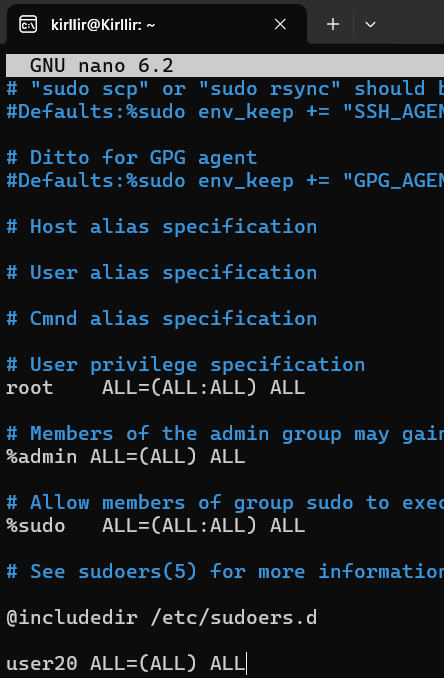 kirllir@Kirllir: ~
GNU nano 6.2
# "sudo scp" or "sudo rsync" should b
#Defaults:%sudo env_keep += "SSH_AGEN
# Ditto for GPG agent
#Defaults:%sudo env_keep += "GPG_AGEN
# Host alias specification
# User alias specification
# Cmnd alias specification
# User privilege specification
root    ALL=(ALL:ALL) ALL
# Members of the admin group may gain
%admin ALL=(ALL) ALL
# Allow members of group sudo to exec
%sudo   ALL=(ALL:ALL) ALL
# See sudoers(5) for more information
@includedir /etc/sudoers.d
user20 ALL=(ALL) ALL